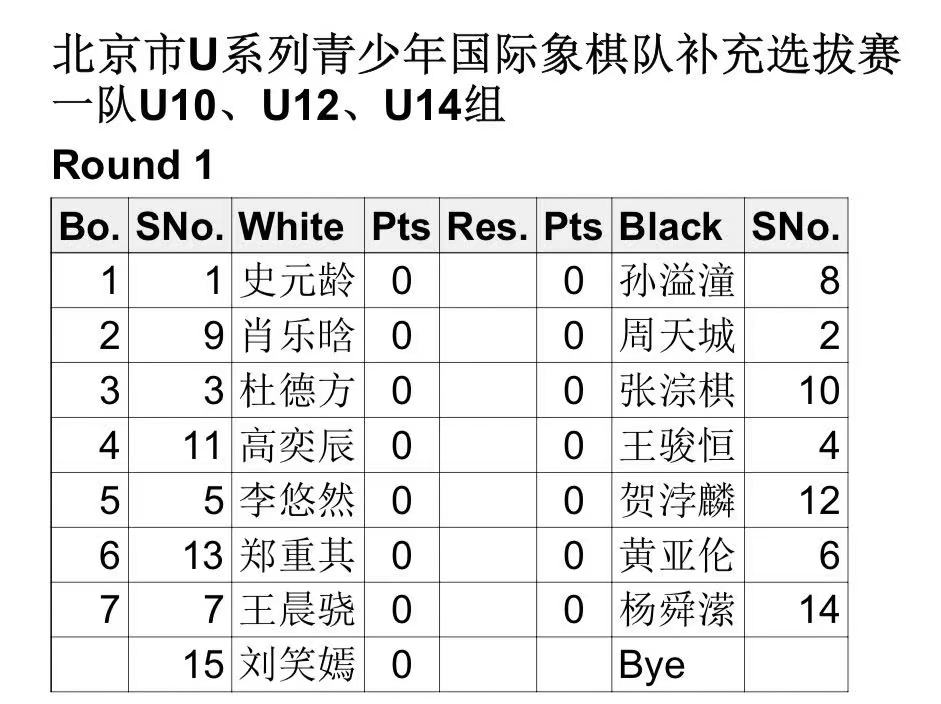 北京市U系列青少年国际象棋队补充选拔赛
一队U10、U12、U14组
Round 1
Bo. SNo. White Pts Res. Pts Black SNo.
1 1 史元龄 0 0 孙溢潼 8
2 9 肖乐晗 0 0 周天城 2
3 3 杜德方 0 0 张淙棋 10
4 11 高奕辰 0 0 王骏恒 4
5 5 李悠然 0 0 贺浡麟 12
6 13 郑重其 0 0 黄亚伦 6
7 7 王晨骁 0 0 杨舜潆 14
15 刘笑嫣 0 Bye